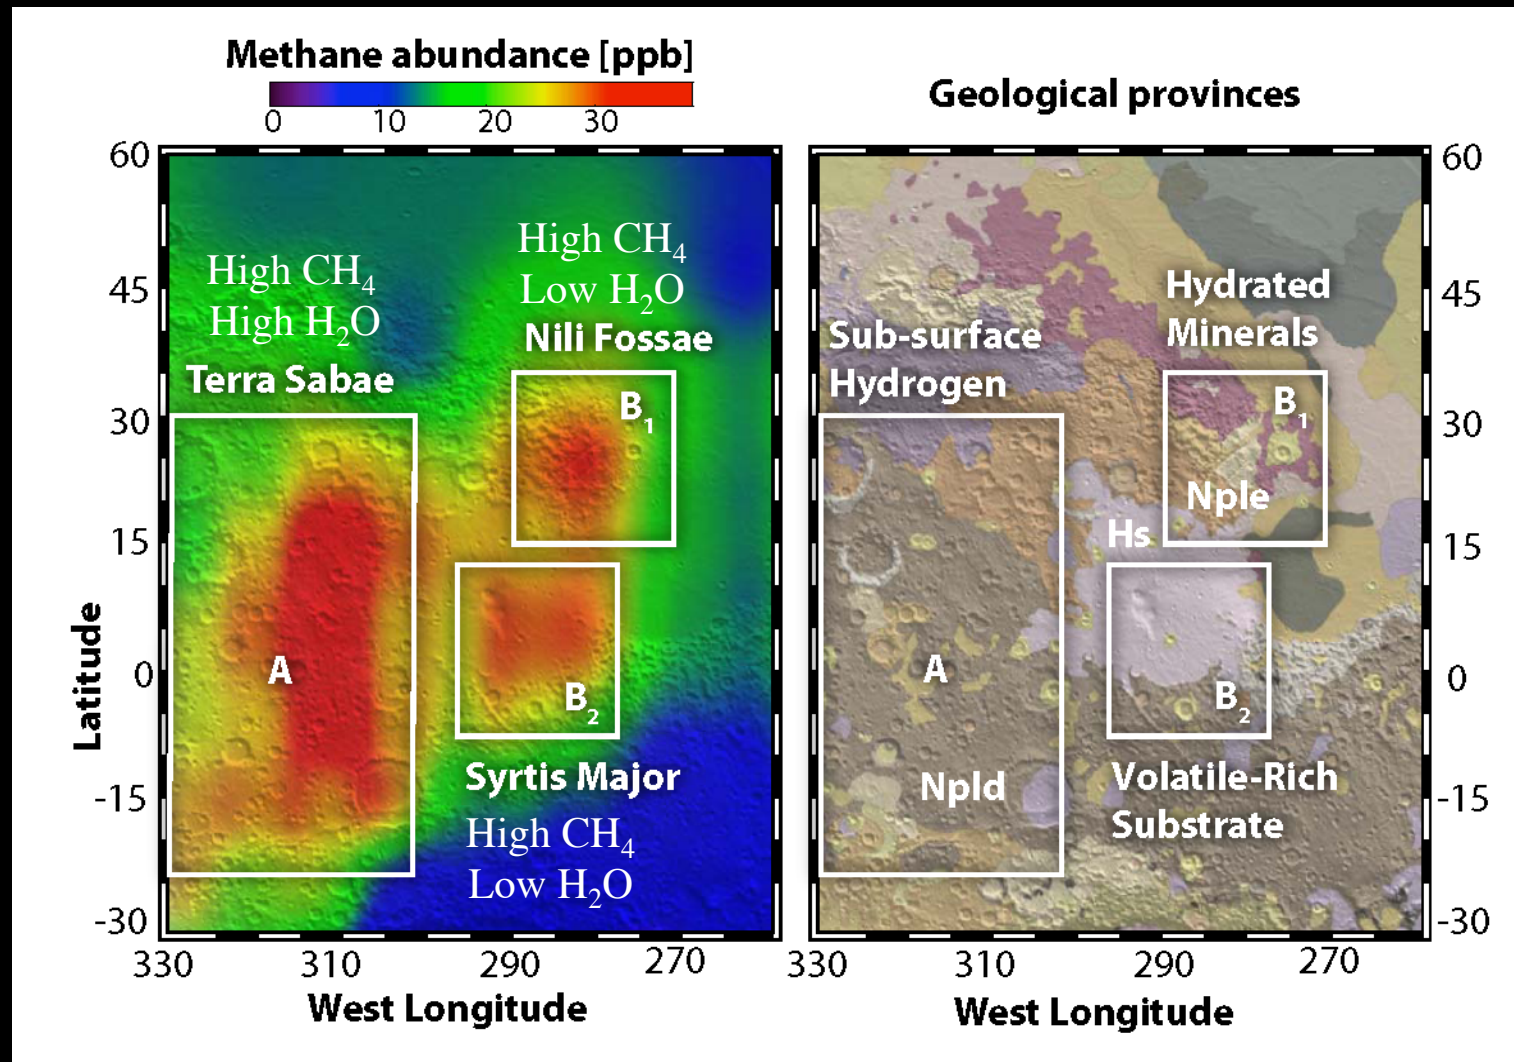 Methane abundance [ppb]
0 10 20 30
60
45
30
15
0
-15
-30
Latitude
High CH₄
High H₂O
Terra Sabae
High CH₄
Low H₂O
Nili Fossae
B₁
A
B₂
Syrtis Major
High CH₄
Low H₂O
330 310 290 270
West Longitude
Geological provinces
Hydrated
Minerals
Sub-surface
Hydrogen
B₁
Nple
Hs
A
B₂
Npld
Volatile-Rich
Substrate
60
45
30
15
0
-15
-30
330 310 290 270
West Longitude